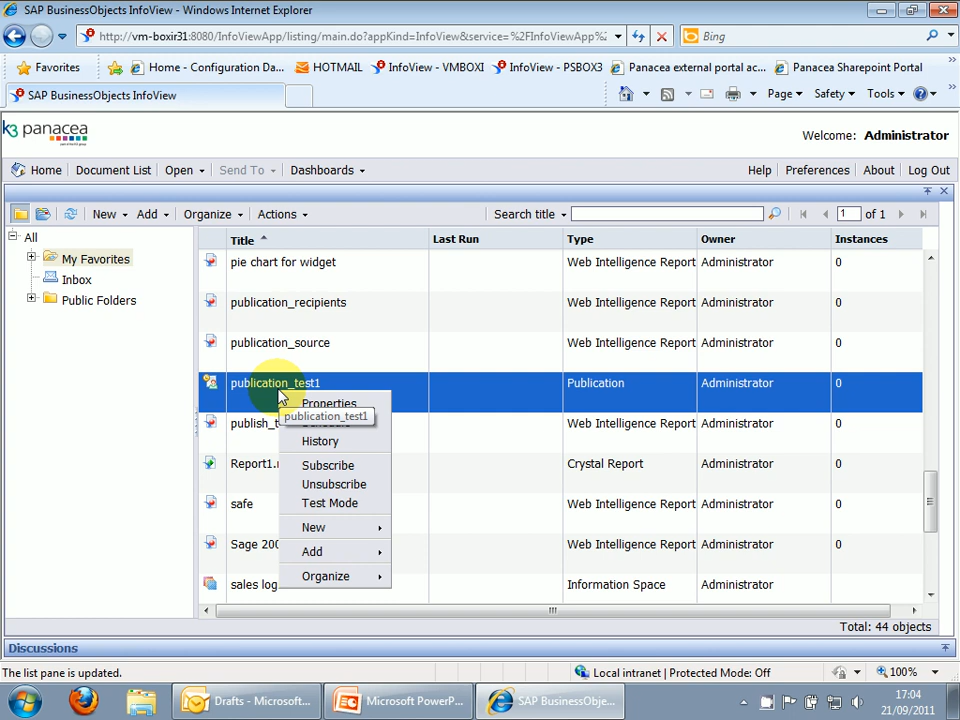 SAP BusinessObjects InfoView - Windows Internet Explorer
http://vm-boxir31:8080/InfoViewApp/listing/main.do?appKind=InfoView&service=%2FInfoViewApp%2
Bing
Favorites
Home - Configuration Da...
HOTMAIL
InfoView - VMBOXI
InfoView - PSBOX3
Panacea external portal ac...
Panacea Sharepoint Portal
SAP BusinessObjects InfoView
Page
Safety
Tools
k3 panacea
Welcome: Administrator
Home
Document List
Open
Send To
Dashboards
Help
Preferences
About
Log Out
New
Add
Organize
Actions
Search title
1 of 1
All
My Favorites
Inbox
Public Folders
Title Last Run Type Owner Instances
pie chart for widget Web Intelligence Report Administrator 0
publication_recipients Web Intelligence Report Administrator 0
publication_source Web Intelligence Report Administrator 0
publication_test1 Publication Administrator 0
publish_t Web Intelligence Report Administrator 0
Report1.r Crystal Report Administrator 0
safe Web Intelligence Report Administrator 0
Sage 200 Web Intelligence Report Administrator 0
sales log Information Space Administrator
Properties
publication_test1
History
Subscribe
Unsubscribe
Test Mode
New
Add
Organize
Total: 44 objects
Discussions
The list pane is updated.
Local intranet | Protected Mode: Off
100%
Drafts - Microsoft...
Microsoft PowerP...
SAP BusinessObje...
17:04
21/09/2011